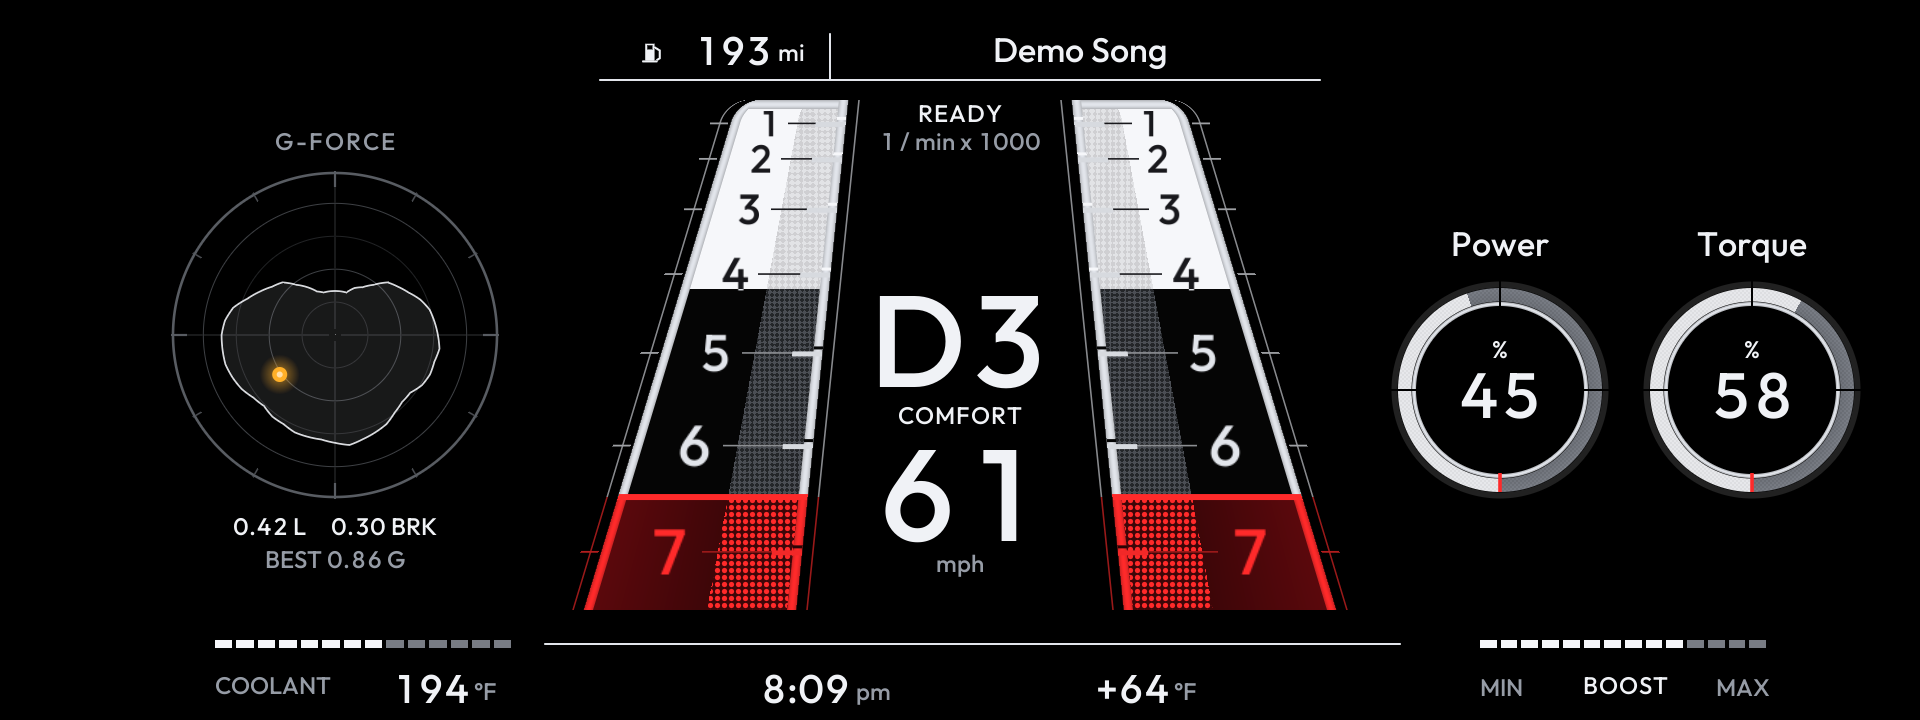 193 mi
Demo Song
READY
1 / min x 1000
G-FORCE
1
2
3
4
5
6
7
1
2
3
4
5
6
7
D3
COMFORT
61
mph
Power
%
45
Torque
%
58
0.42 L 0.30 BRK
BEST 0.86 G
COOLANT 194 °F
8:09 pm
+64 °F
MIN BOOST MAX